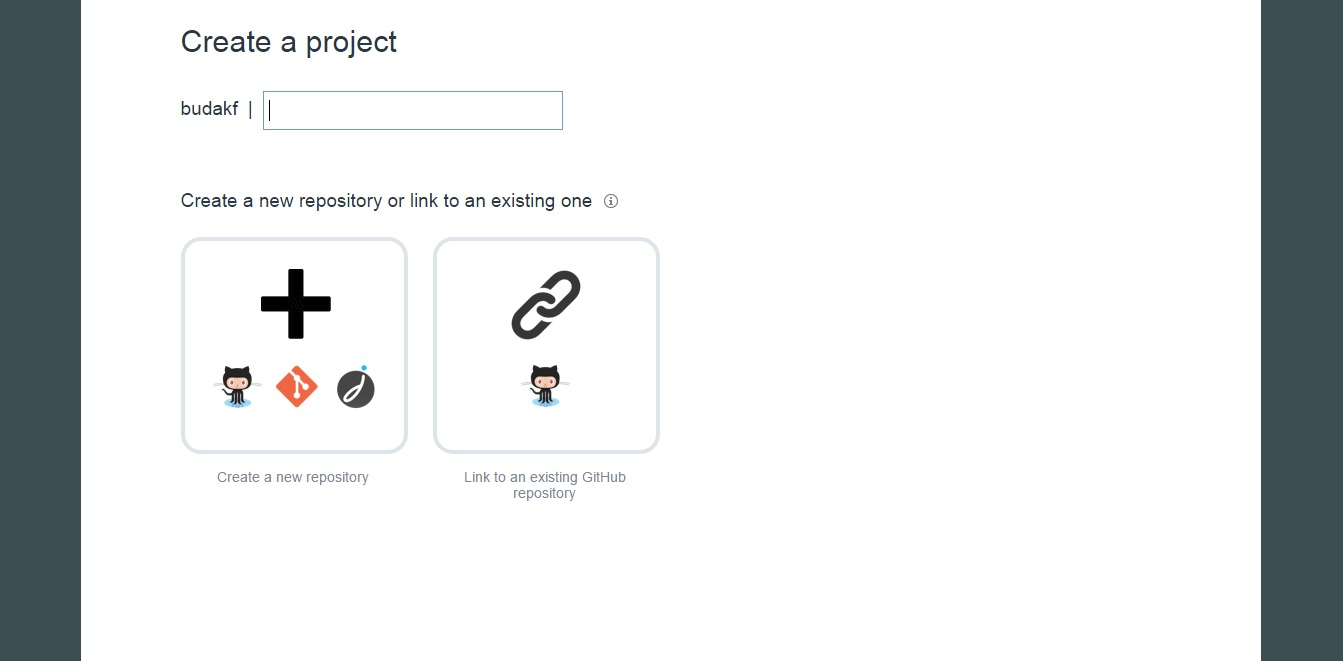 Create a project
budakf |
Create a new repository or link to an existing one
Create a new repository
Link to an existing GitHub
repository